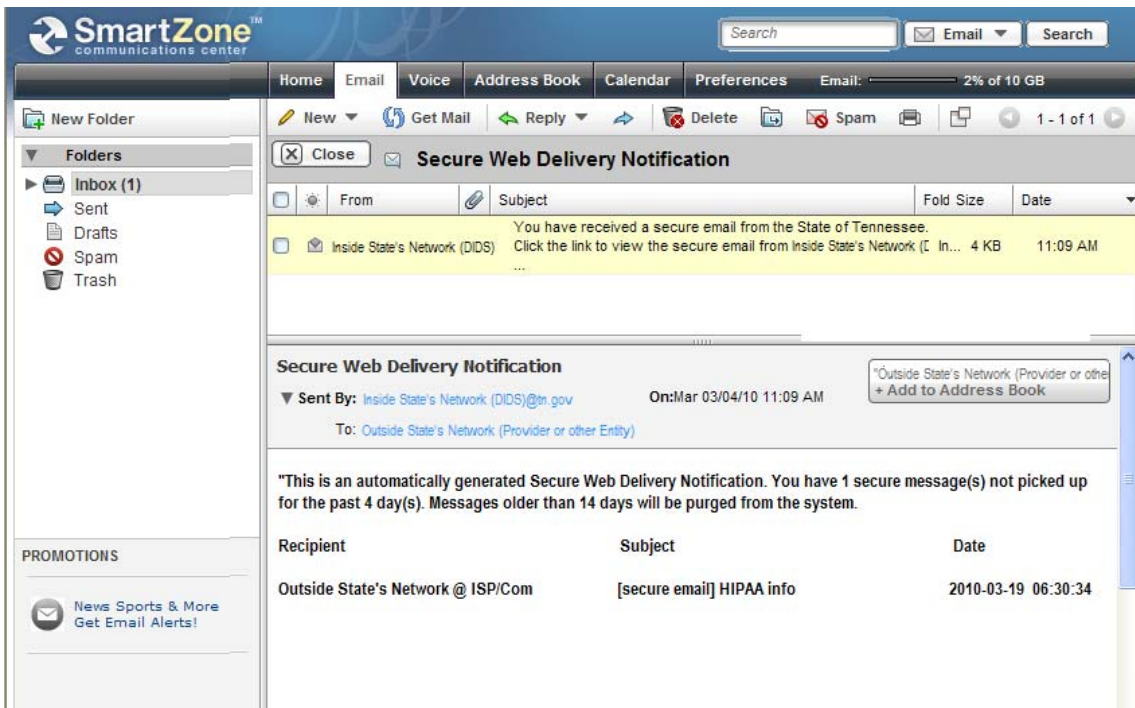 SmartZone™
communications center
Search
Email
Search
Home Email Voice Address Book Calendar Preferences Email: 2% of 10 GB
New Folder
New Get Mail Reply Delete Spam 1 - 1 of 1
Folders
Inbox (1)
Sent
Drafts
Spam
Trash
Close Secure Web Delivery Notification
From Subject Fold Size Date
You have received a secure email from the State of Tennessee.
Inside State's Network (DIDS) Click the link to view the secure email from Inside State's Network (D In... 4 KB 11:09 AM
...
Secure Web Delivery Notification
"Outside State's Network (Provider or othe
+ Add to Address Book
Sent By: Inside State's Network (DIDS)@tn.gov On:Mar 03/04/10 11:09 AM
To: Outside State's Network (Provider or other Entity)
"This is an automatically generated Secure Web Delivery Notification. You have 1 secure message(s) not picked up
for the past 4 day(s). Messages older than 14 days will be purged from the system.
Recipient Subject Date
Outside State's Network @ ISP/Com [secure email] HIPAA info 2010-03-19 06:30:34
PROMOTIONS
News Sports & More
Get Email Alerts!